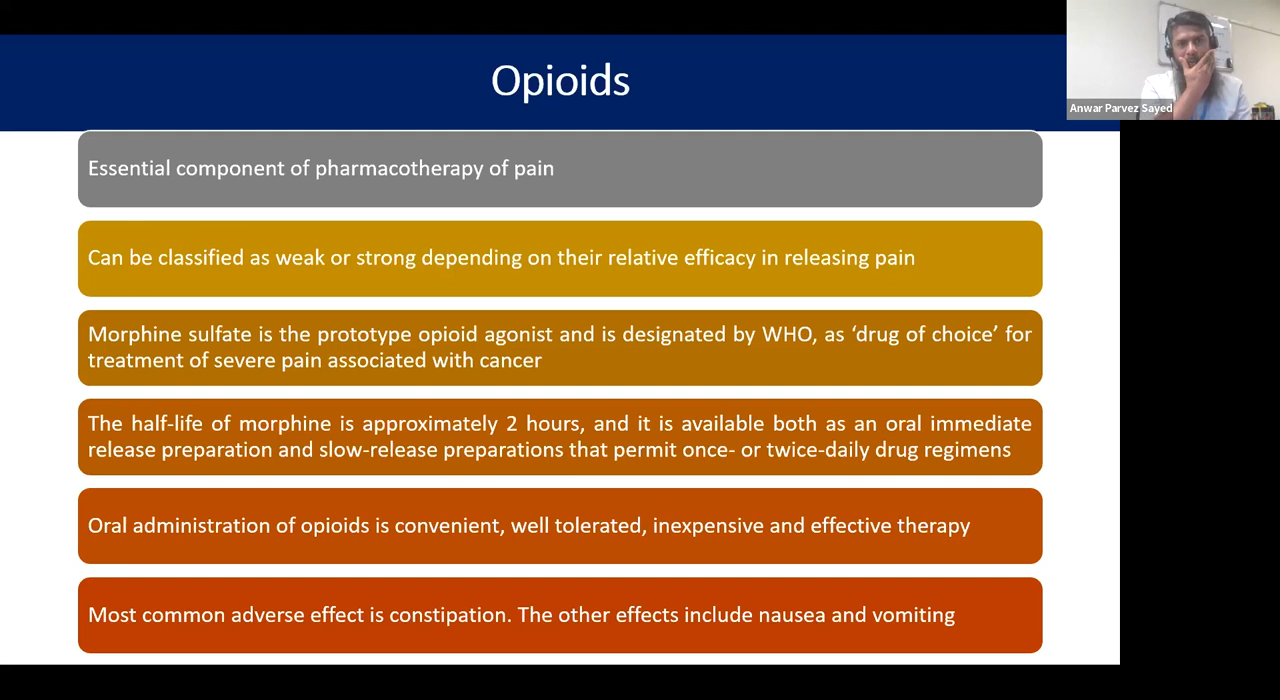 Opioids
Anwar Parvez Sayed
Essential component of pharmacotherapy of pain
Can be classified as weak or strong depending on their relative efficacy in releasing pain
Morphine sulfate is the prototype opioid agonist and is designated by WHO, as ‘drug of choice’ for
treatment of severe pain associated with cancer
The half-life of morphine is approximately 2 hours, and it is available both as an oral immediate
release preparation and slow-release preparations that permit once- or twice-daily drug regimens
Oral administration of opioids is convenient, well tolerated, inexpensive and effective therapy
Most common adverse effect is constipation. The other effects include nausea and vomiting